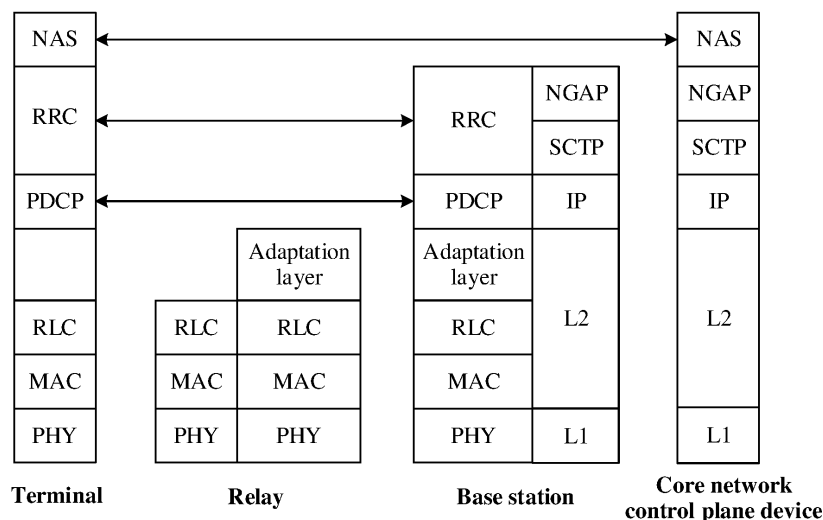 NAS
RRC
PDCP
RLC
MAC
PHY
Terminal
RLC
MAC
PHY
Adaptation
layer
RLC
MAC
PHY
Relay
RRC
PDCP
Adaptation
layer
RLC
MAC
PHY
NGAP
SCTP
IP
L2
L1
Base station
NAS
NGAP
SCTP
IP
L2
L1
Core network
control plane device